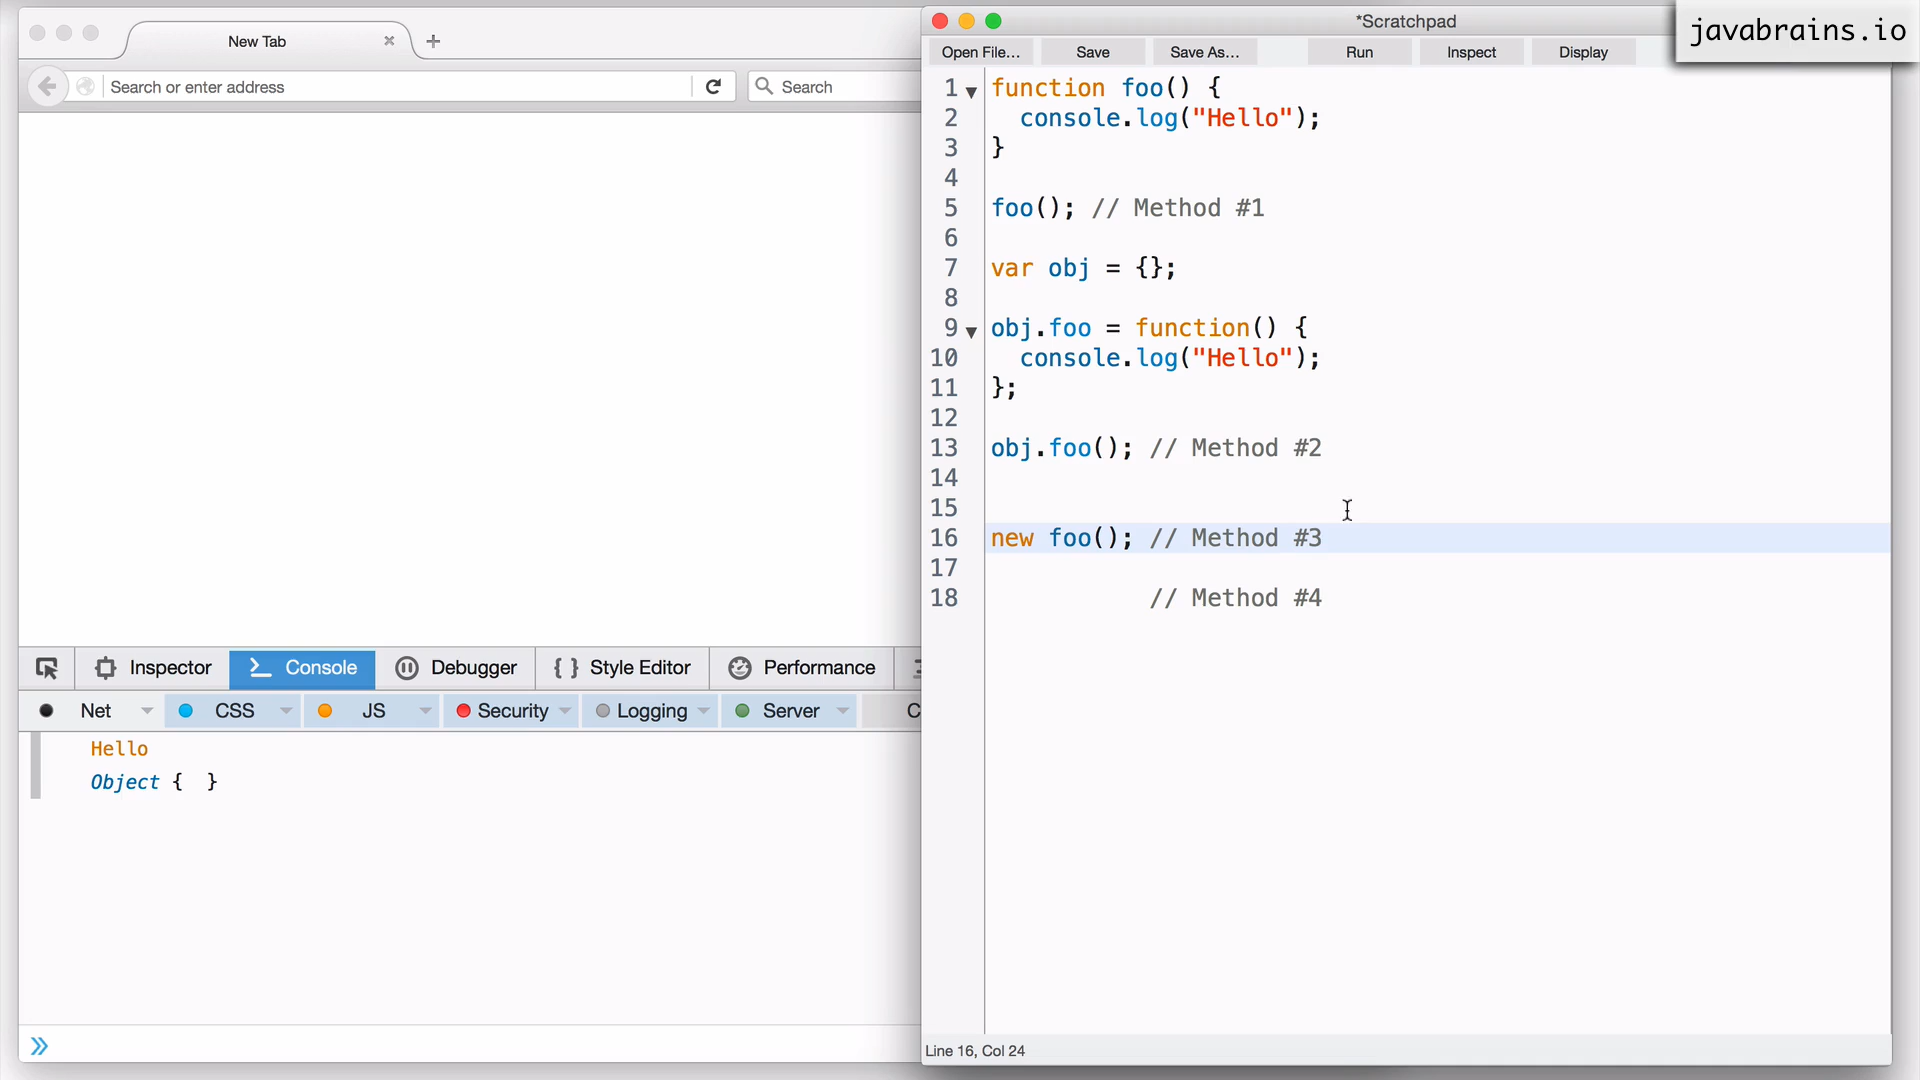 New Tab
Search or enter address
Search
Inspector
Console
Debugger
{ } Style Editor
Performance
Net
CSS
JS
Security
Logging
Server
C
Hello
Object { }
*Scratchpad
javabrains.io
Open File...
Save
Save As...
Run
Inspect
Display
1 function foo() {
2 console.log("Hello");
3 }
4
5 foo(); // Method #1
6
7 var obj = {};
8
9 obj.foo = function() {
10 console.log("Hello");
11 };
12
13 obj.foo(); // Method #2
14
15
16 new foo(); // Method #3
17
18 // Method #4
Line 16, Col 24